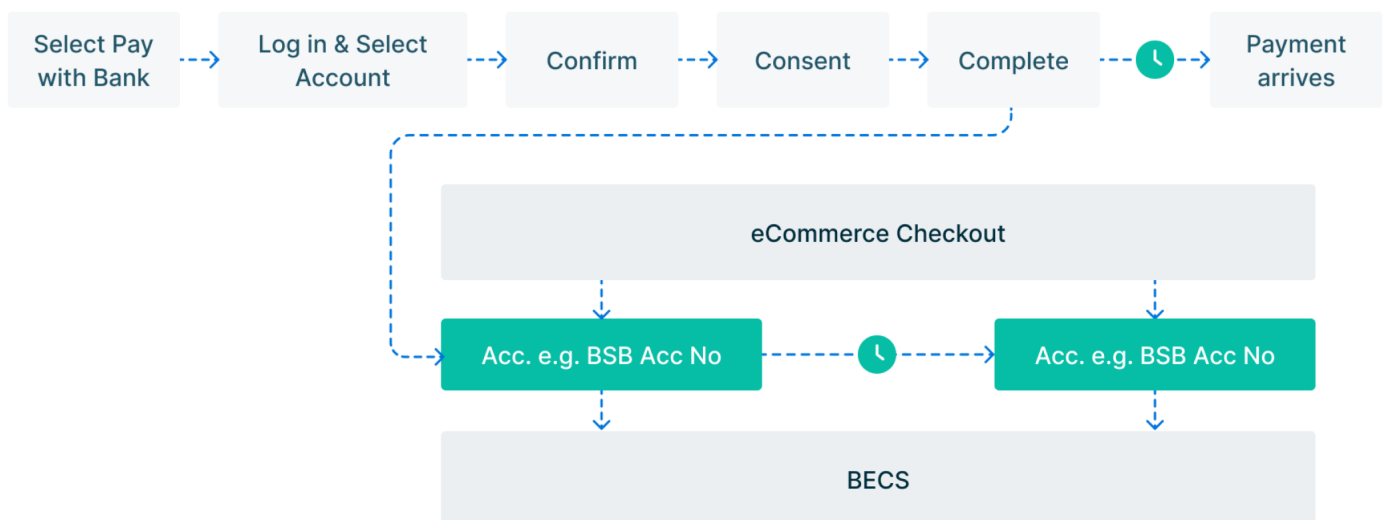 Select Pay
with Bank
Log in & Select
Account
Confirm
Consent
Complete
Payment
arrives
eCommerce Checkout
Acc. e.g. BSB Acc No
Acc. e.g. BSB Acc No
BECS